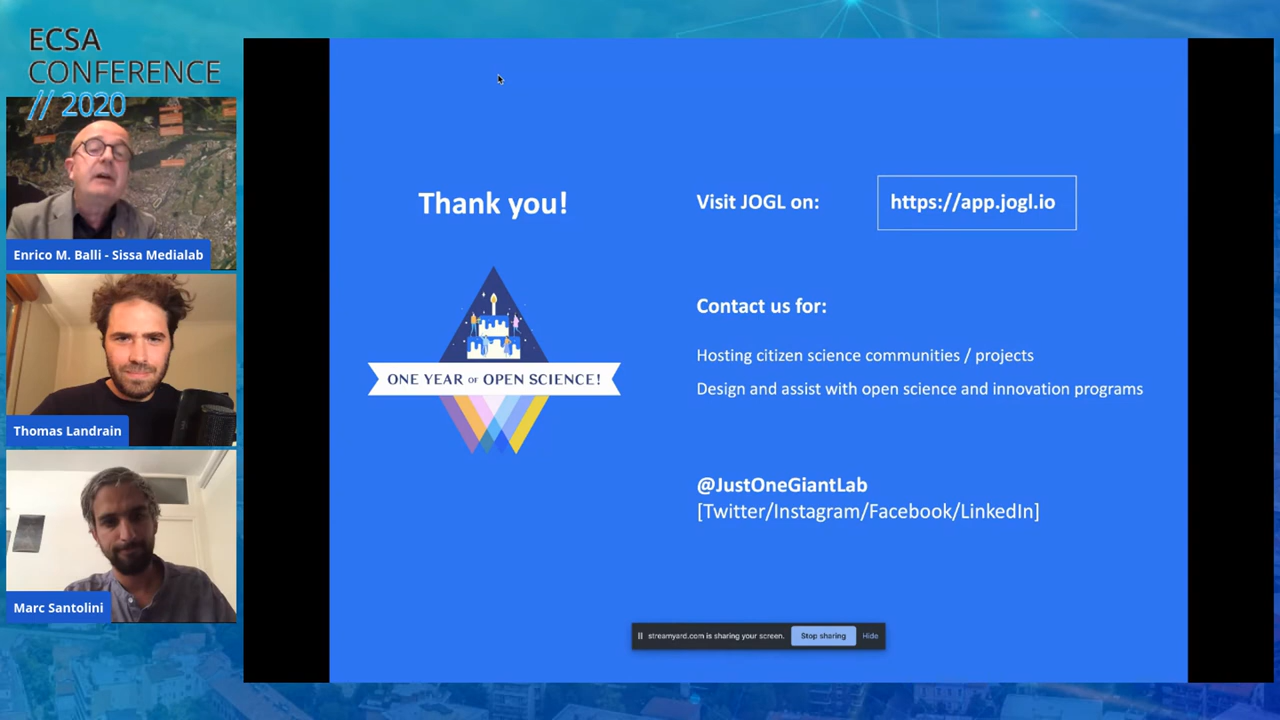 ECSA
CONFERENCE
// 2020
Enrico M. Balli - Sissa Medialab
Thomas Landrain
Marc Santolini
Thank you!
ONE YEAR OF OPEN SCIENCE!
Visit JOGL on:
https://app.jogl.io
Contact us for:
Hosting citizen science communities / projects
Design and assist with open science and innovation programs
@JustOneGiantLab
[Twitter/Instagram/Facebook/LinkedIn]
streamyard.com is sharing your screen.
Stop sharing
Hide